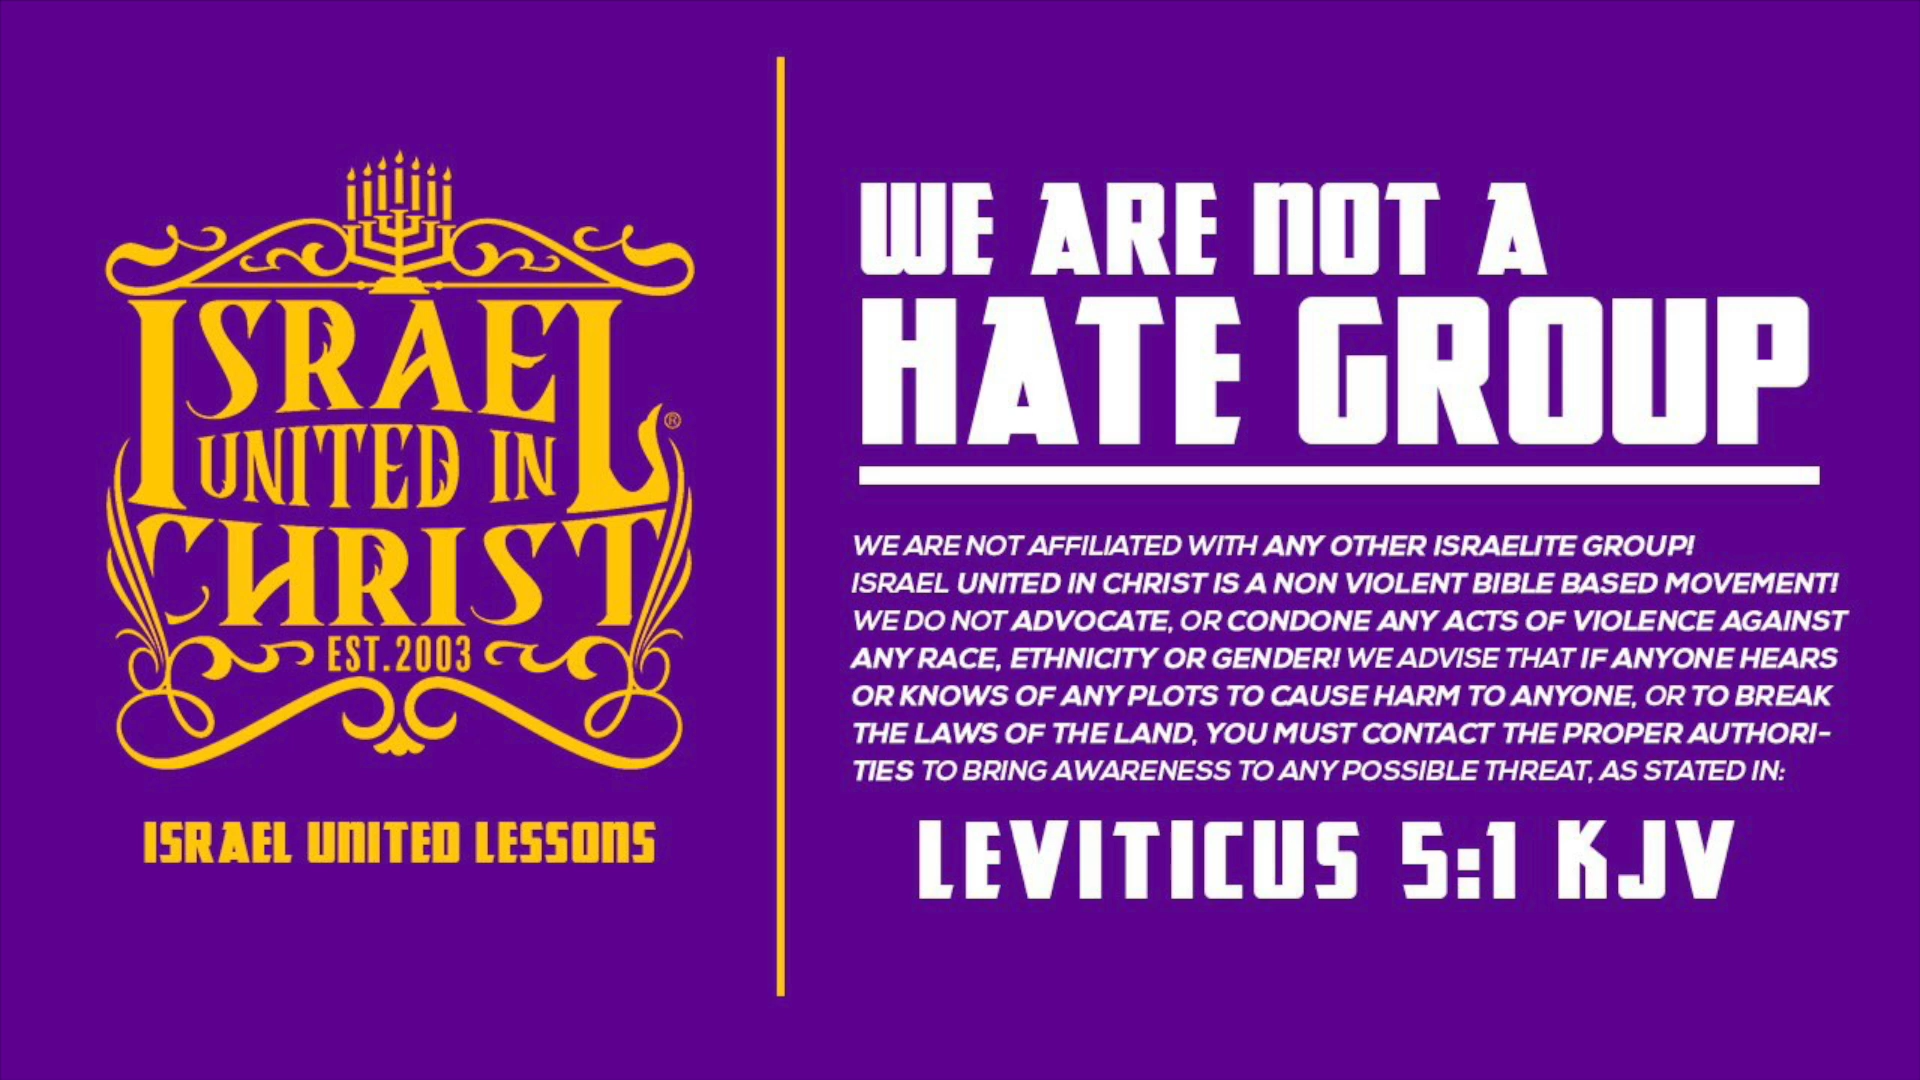 ISRAEL
UNITED IN
CHRIST
®
EST. 2003
ISRAEL UNITED LESSONS
WE ARE NOT A
HATE GROUP
WE ARE NOT AFFILIATED WITH ANY OTHER ISRAELITE GROUP!
ISRAEL UNITED IN CHRIST IS A NON VIOLENT BIBLE BASED MOVEMENT!
WE DO NOT ADVOCATE, OR CONDONE ANY ACTS OF VIOLENCE AGAINST
ANY RACE, ETHNICITY OR GENDER! WE ADVISE THAT IF ANYONE HEARS
OR KNOWS OF ANY PLOTS TO CAUSE HARM TO ANYONE, OR TO BREAK
THE LAWS OF THE LAND, YOU MUST CONTACT THE PROPER AUTHORI-
TIES TO BRING AWARENESS TO ANY POSSIBLE THREAT, AS STATED IN:
LEVITICUS 5:1 KJV